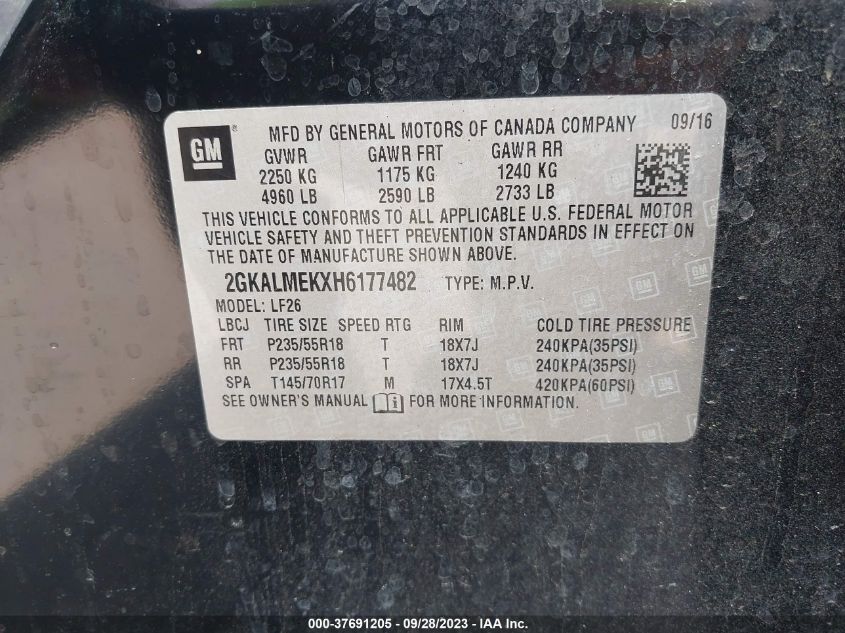 GM ® MFD BY GENERAL MOTORS OF CANADA COMPANY 09/16
GVWR GAWR FRT GAWR RR
2250 KG 1175 KG 1240 KG
4960 LB 2590 LB 2733 LB
THIS VEHICLE CONFORMS TO ALL APPLICABLE U.S. FEDERAL MOTOR
VEHICLE SAFETY AND THEFT PREVENTION STANDARDS IN EFFECT ON
THE DATE OF MANUFACTURE SHOWN ABOVE.
2GKALMEKXH6177482 TYPE: M.P.V.
MODEL: LF26
LBCJ TIRE SIZE SPEED RTG RIM COLD TIRE PRESSURE
FRT P235/55R18 T 18X7J 240KPA(35PSI)
RR P235/55R18 T 18X7J 240KPA(35PSI)
SPA T145/70R17 M 17X4.5T 420KPA(60PSI)
SEE OWNER'S MANUAL i FOR MORE INFORMATION.
000-37691205 - 09/28/2023 - IAA Inc.